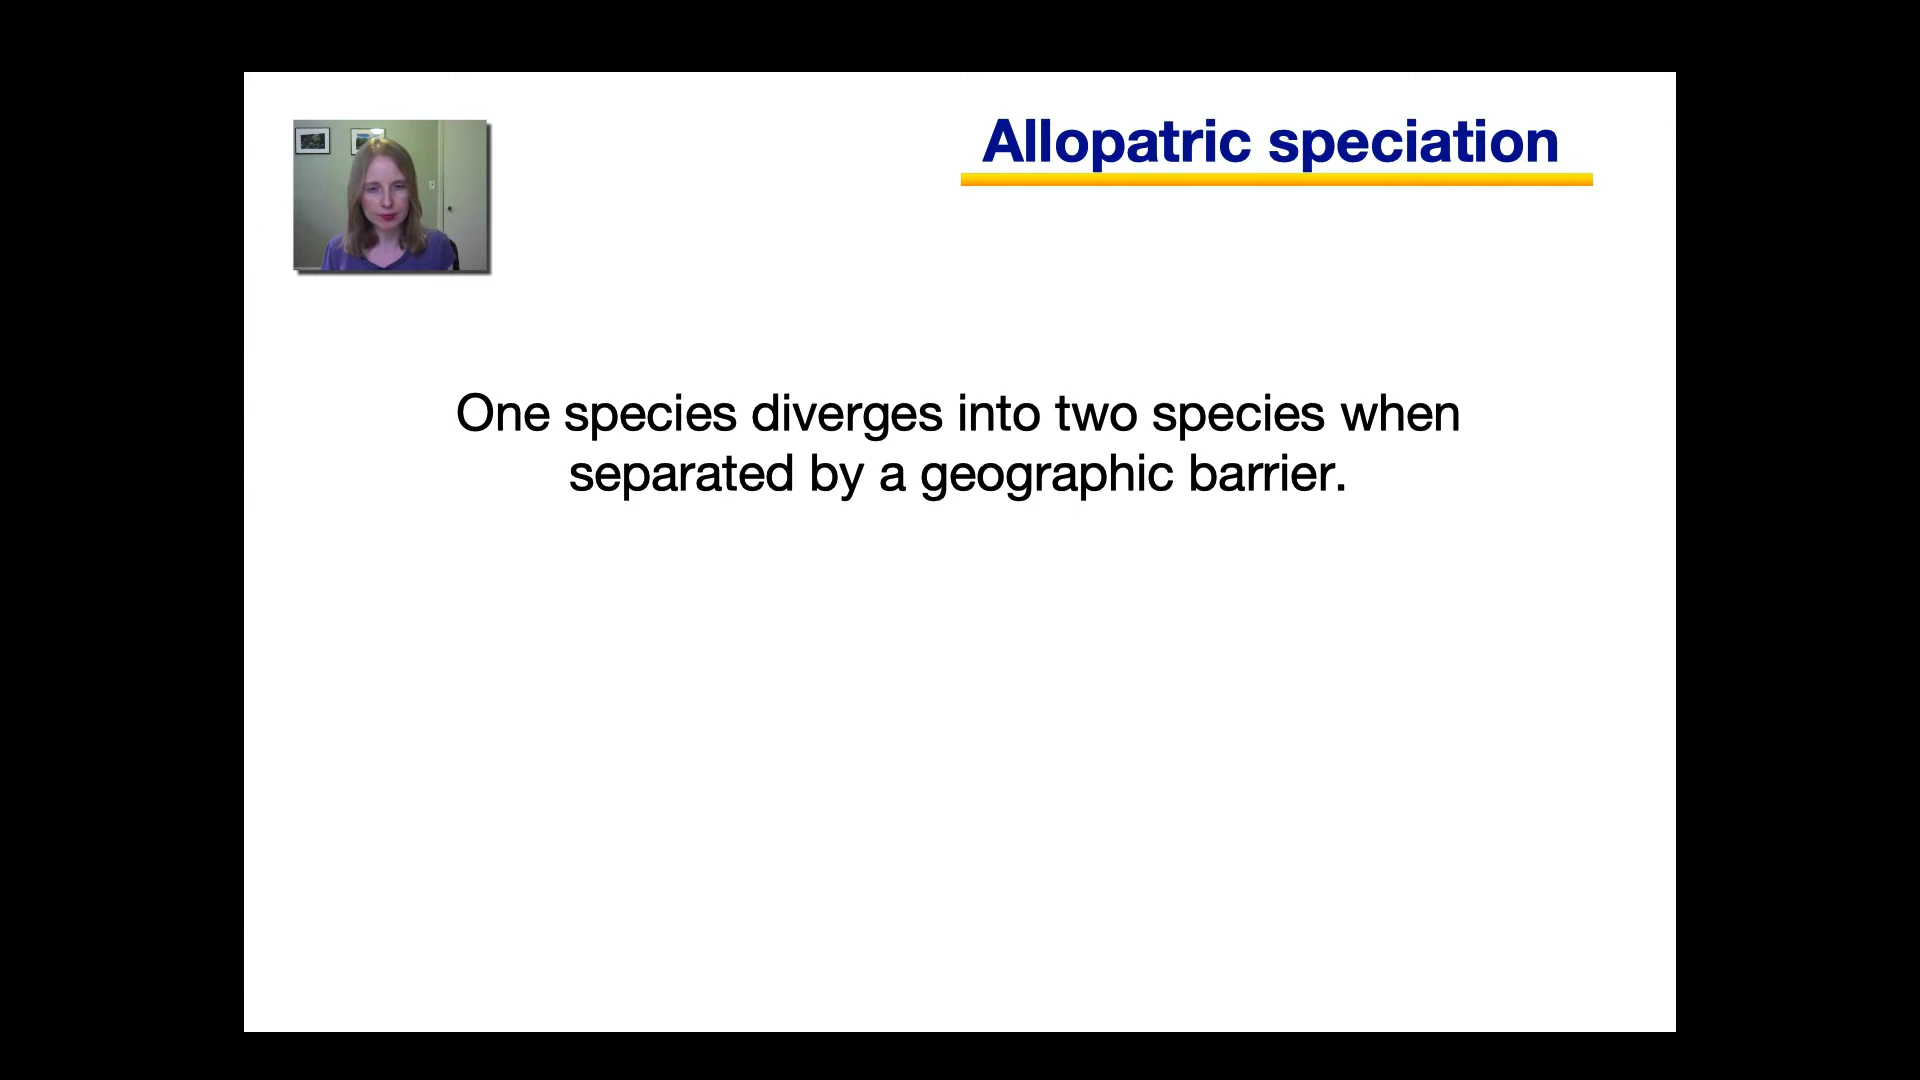 Allopatric speciation
One species diverges into two species when
separated by a geographic barrier.